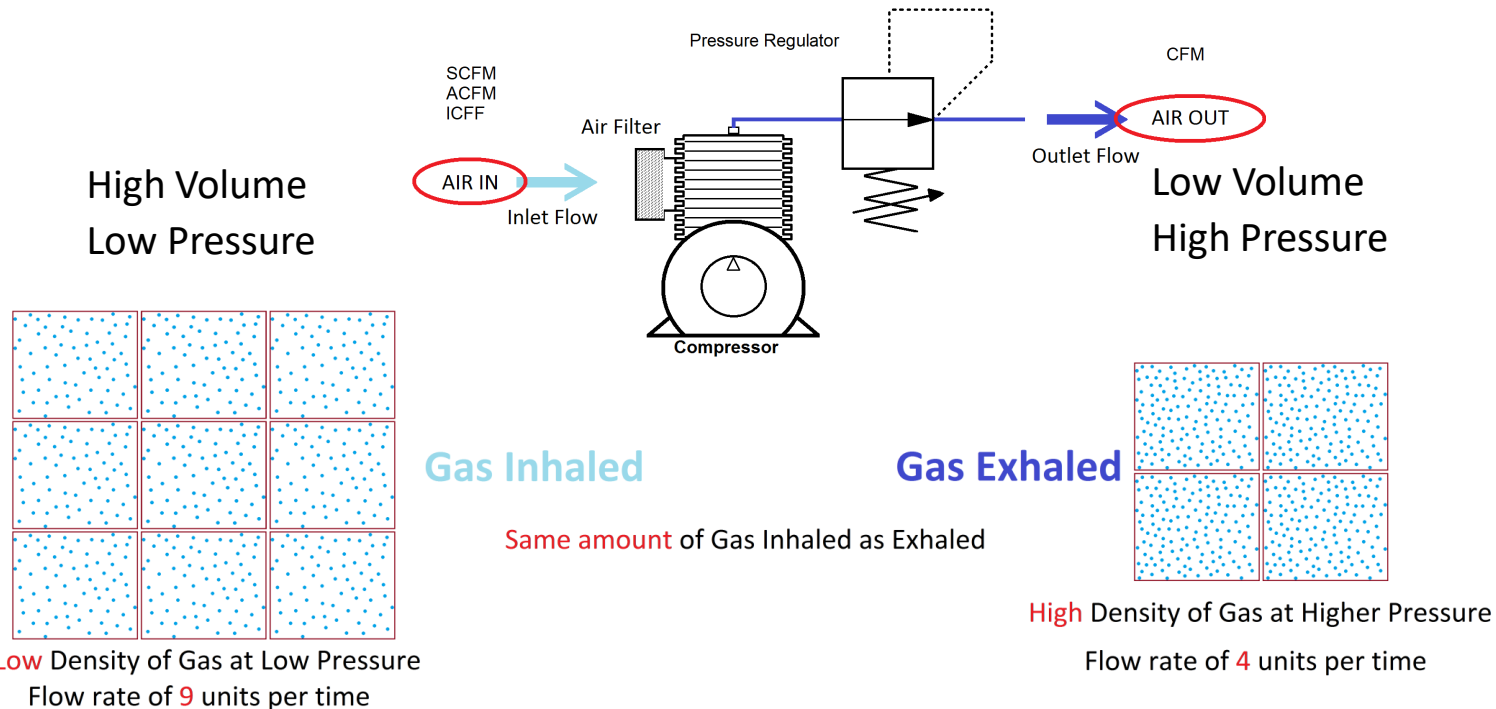 Pressure Regulator
CFM
SCFM
ACFM
ICFF
Air Filter
AIR IN
Inlet Flow
AIR OUT
Outlet Flow
High Volume
Low Pressure
Low Volume
High Pressure
Compressor
Gas Inhaled
Gas Exhaled
Same amount of Gas Inhaled as Exhaled
Low Density of Gas at Low Pressure
Flow rate of 9 units per time
High Density of Gas at Higher Pressure
Flow rate of 4 units per time